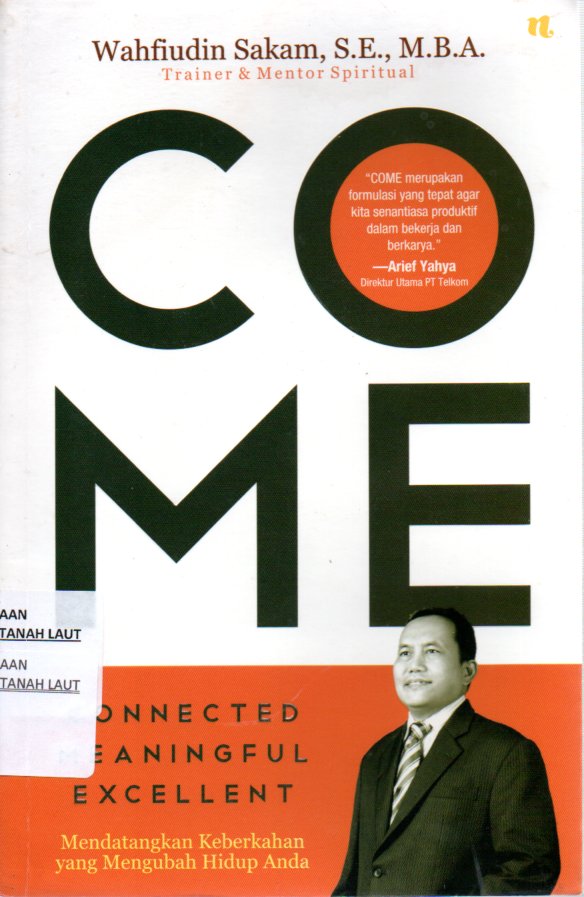 n
Wahfiudin Sakam, S.E., M.B.A.
Trainer & Mentor Spiritual
CO
"COME merupakan
formulasi yang tepat agar
kita senantiasa produktif
dalam bekerja dan
berkarya."
—Arief Yahya
Direktur Utama PT Telkom
ME
AAN
TANAH LAUT
AAN
TANAH LAUT
ONNECTED
EANINGFUL
EXCELLENT
Mendatangkan Keberkahan
yang Mengubah Hidup Anda